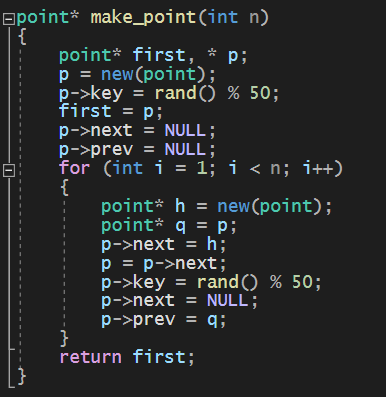 point* make_point(int n)
{
    point* first, * p;
    p = new(point);
    p->key = rand() % 50;
    first = p;
    p->next = NULL;
    p->prev = NULL;
    for (int i = 1; i < n; i++)
    {
        point* h = new(point);
        point* q = p;
        p->next = h;
        p = p->next;
        p->key = rand() % 50;
        p->next = NULL;
        p->prev = q;
    }
    return first;
}